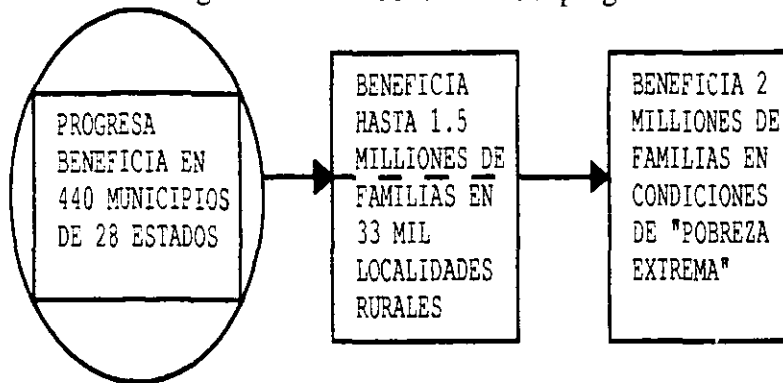 PROGRESA
BENEFICIA EN
440 MUNICIPIOS
DE 28 ESTADOS
BENEFICIA
HASTA 1.5
MILLIONES DE
FAMILIAS EN
33 MIL
LOCALIDADES
RURALES
BENEFICIA 2
MILLIONES DE
FAMILIAS EN
CONDICIONES
DE "POBREZA
EXTREMA"